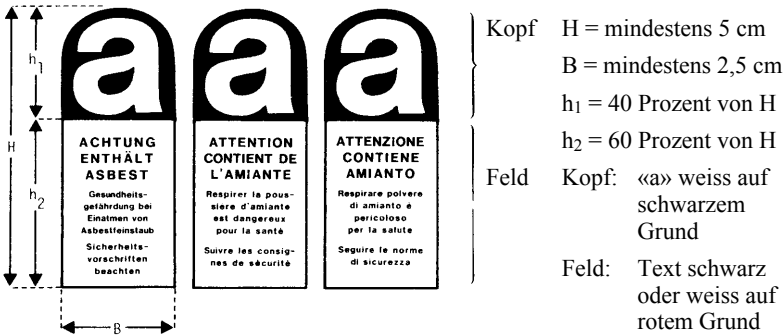 H
h1
h2
B
a
ACHTUNG
ENTHÄLT
ASBEST
Gesundheits-
gefährdung bei
Einatmen von
Asbestfeinstaub
Sicherheits-
vorschriften
beachten
a
ATTENTION
CONTIENT DE
L'AMIANTE
Respirer la pous-
sière d'amiante
est dangereux
pour la santé
Suivre les consig-
nes de sécurité
a
ATTENZIONE
CONTIENE
AMIANTO
Respirare polvere
di amianto è
pericoloso
per la salute
Seguire le norme
di sicurezza
Kopf
H = mindestens 5 cm
B = mindestens 2,5 cm
h1 = 40 Prozent von H
h2 = 60 Prozent von H
Feld
Kopf: «a» weiss auf
schwarzem
Grund
Feld: Text schwarz
oder weiss auf
rotem Grund